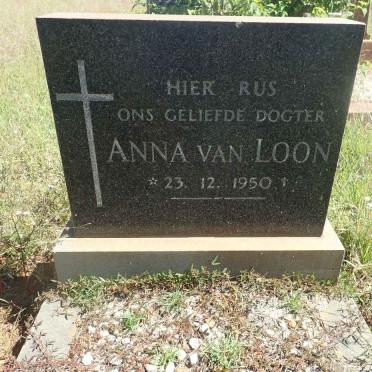 HIER RUS
ONS GELIEFDE DOGTER
ANNA VAN LOON
* 23. 12. 1950 †